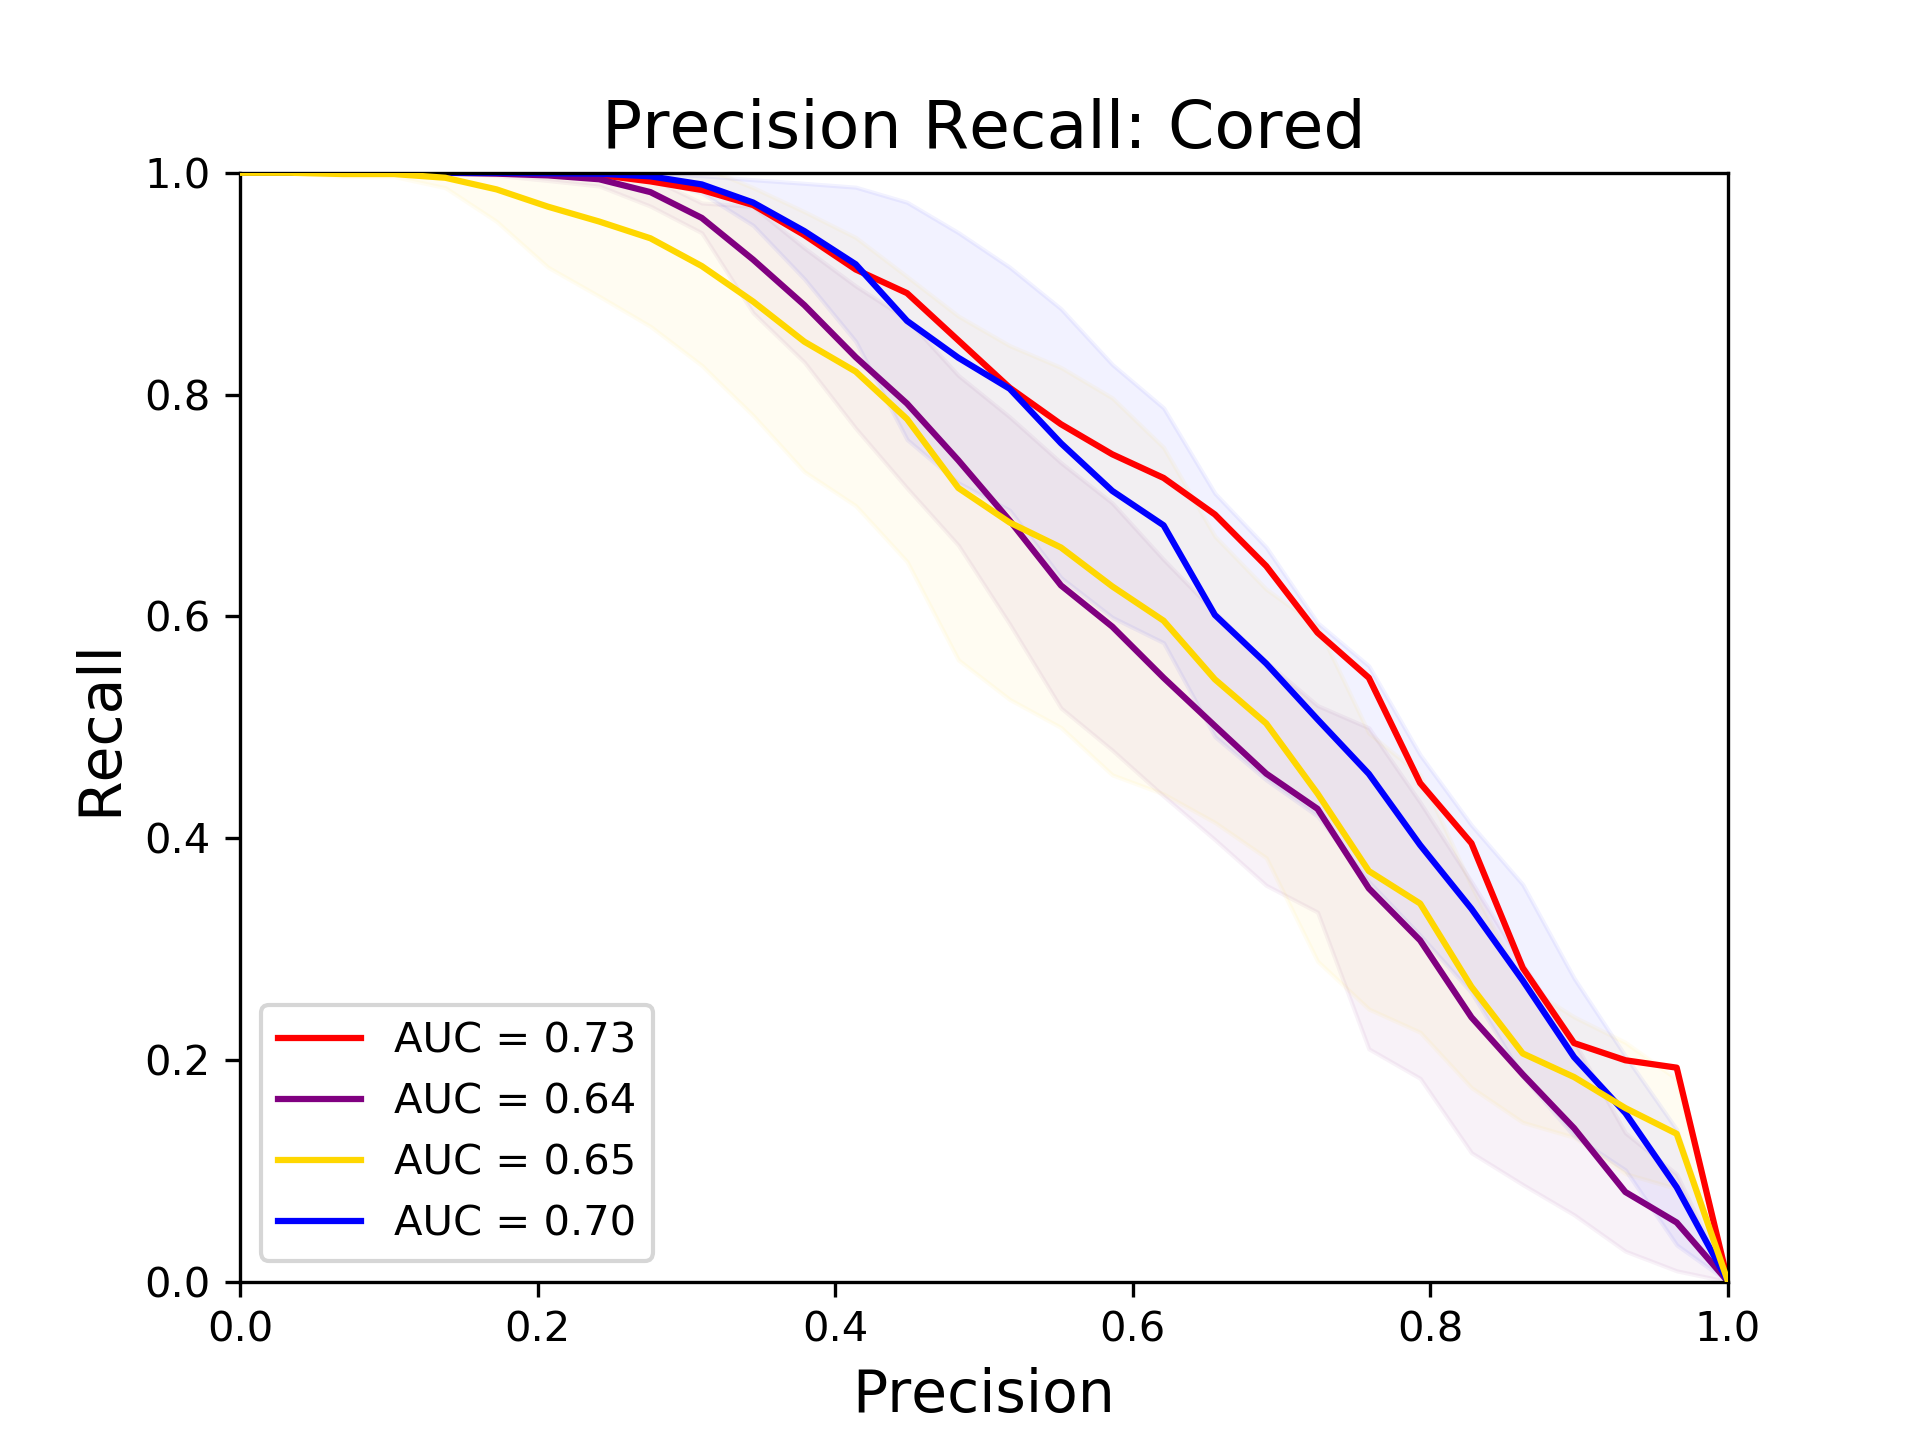 Precision Recall: Cored
Recall
1.0
0.8
0.6
0.4
0.2
0.0
AUC = 0.73
AUC = 0.64
AUC = 0.65
AUC = 0.70
0.0 0.2 0.4 0.6 0.8 1.0
Precision